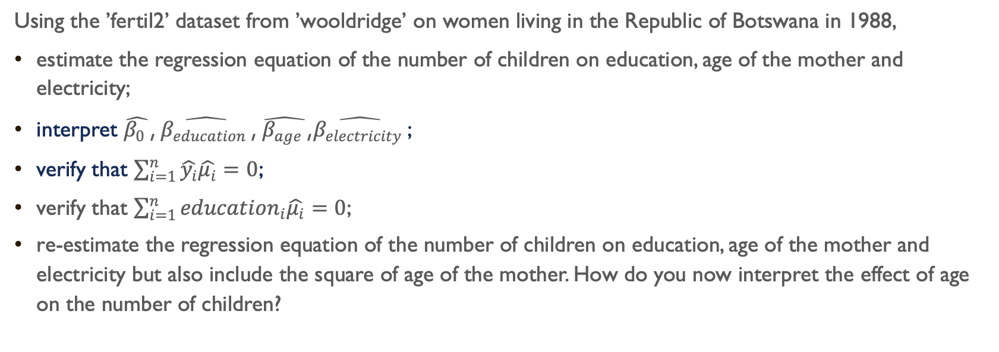 Using the ’fertil2’ dataset from ’wooldridge’ on women living in the Republic of Botswana in 1988,
• estimate the regression equation of the number of children on education, age of the mother and
electricity;
• interpret $\widehat{\beta_0}$ , $\widehat{\beta_{education}}$ , $\widehat{\beta_{age}}$ , $\widehat{\beta_{electricity}}$ ;
• verify that $\sum_{i=1}^{n} \hat{y}_i \hat{\mu}_i = 0$;
• verify that $\sum_{i=1}^{n} education_i \hat{\mu}_i = 0$;
• re-estimate the regression equation of the number of children on education, age of the mother and
electricity but also include the square of age of the mother. How do you now interpret the effect of age
on the number of children?